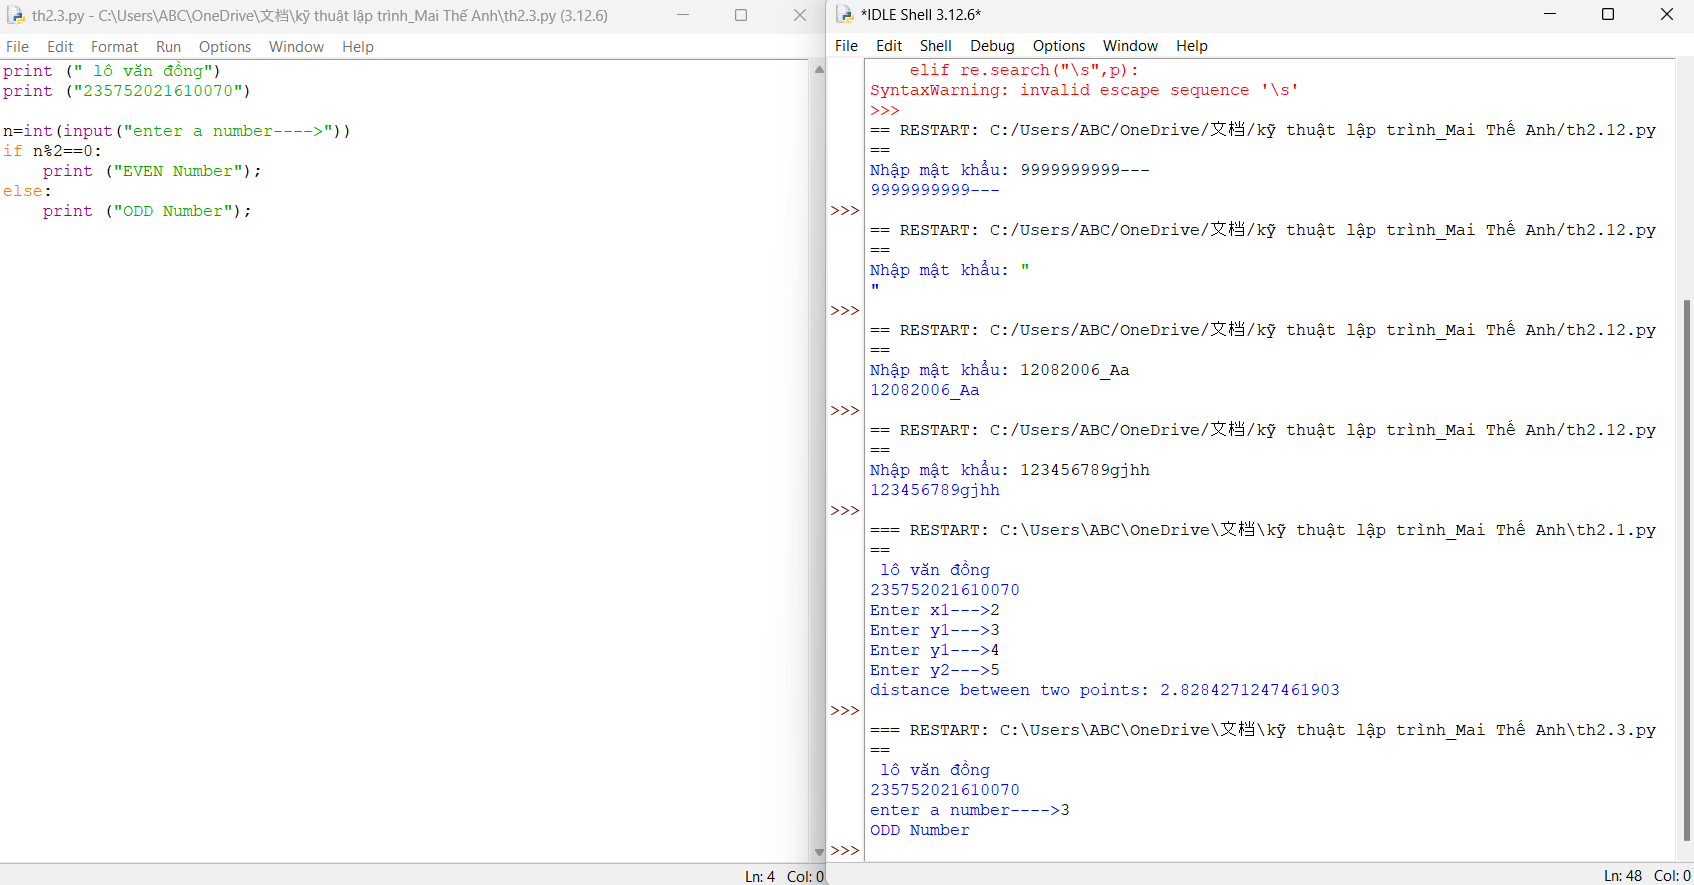 th2.3.py - C:\Users\ABC\OneDrive\文档\kỹ thuật lập trình_Mai Thế Anh\th2.3.py (3.12.6)
File Edit Format Run Options Window Help
print (" lô văn đồng")
print ("235752021610070")
n=int(input("enter a number---->"))
if n%2==0:
    print ("EVEN Number");
else:
    print ("ODD Number");
Ln: 4 Col: 0
*IDLE Shell 3.12.6*
File Edit Shell Debug Options Window Help
    elif re.search("\s",p):
SyntaxWarning: invalid escape sequence '\s'
>>>
== RESTART: C:/Users/ABC/OneDrive/文档/kỹ thuật lập trình_Mai Thế Anh/th2.12.py
==
Nhập mật khẩu: 9999999999---
9999999999---
>>>
== RESTART: C:/Users/ABC/OneDrive/文档/kỹ thuật lập trình_Mai Thế Anh/th2.12.py
==
Nhập mật khẩu: "
"
>>>
== RESTART: C:/Users/ABC/OneDrive/文档/kỹ thuật lập trình_Mai Thế Anh/th2.12.py
==
Nhập mật khẩu: 12082006_Aa
12082006_Aa
>>>
== RESTART: C:/Users/ABC/OneDrive/文档/kỹ thuật lập trình_Mai Thế Anh/th2.12.py
==
Nhập mật khẩu: 123456789gjhh
123456789gjhh
>>>
=== RESTART: C:\Users\ABC\OneDrive\文档\kỹ thuật lập trình_Mai Thế Anh\th2.1.py
==
 lô văn đồng
235752021610070
Enter x1--->2
Enter y1--->3
Enter y1--->4
Enter y2--->5
distance between two points: 2.8284271247461903
>>>
=== RESTART: C:\Users\ABC\OneDrive\文档\kỹ thuật lập trình_Mai Thế Anh\th2.3.py
==
 lô văn đồng
235752021610070
enter a number---->3
ODD Number
>>>
Ln: 48 Col: 0